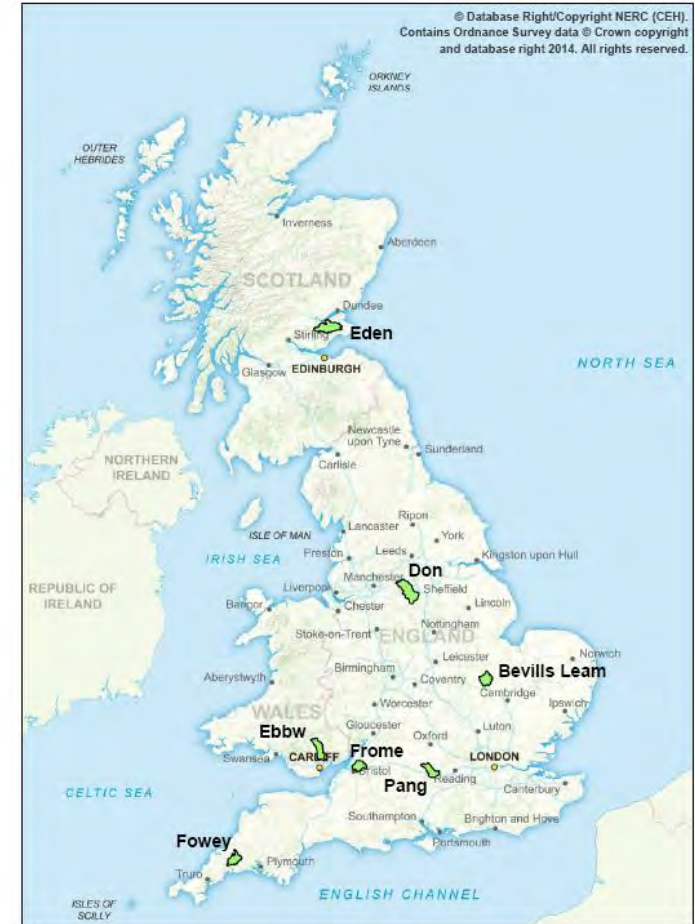 © Database Right/Copyright NERC (CEH).
Contains Ordnance Survey data © Crown copyright
and database right 2014. All rights reserved.
ORKNEY
ISLANDS
OUTER
HEBRIDES
Inverness
Aberdeen
SCOTLAND
Dundee
Stirling
Eden
EDINBURGH
Glasgow
NORTH SEA
Newcastle
upon Tyne
Sunderland
NORTHERN
IRELAND
Carlisle
ISLE OF MAN
Ripon
Lancaster
York
IRISH SEA
Preston
Leeds
Kingston upon Hull
Don
REPUBLIC OF
IRELAND
Liverpool
Manchester
Sheffield
Bangor
Chester
Lincoln
Stoke-on-Trent
ENGLAND
Nottingham
Leicester
Norwich
Aberystwyth
Birmingham
Coventry
Bevills Leam
Cambridge
WALES
Worcester
Ipswich
Ebbw
Gloucester
Oxford
Luton
Swansea
CARDIFF
Frome
Bristol
LONDON
Pang
Reading
Canterbury
CELTIC SEA
Southampton
Brighton and Hove
Portsmouth
Fowey
Plymouth
Truro
ISLES OF
SCILLY
ENGLISH CHANNEL